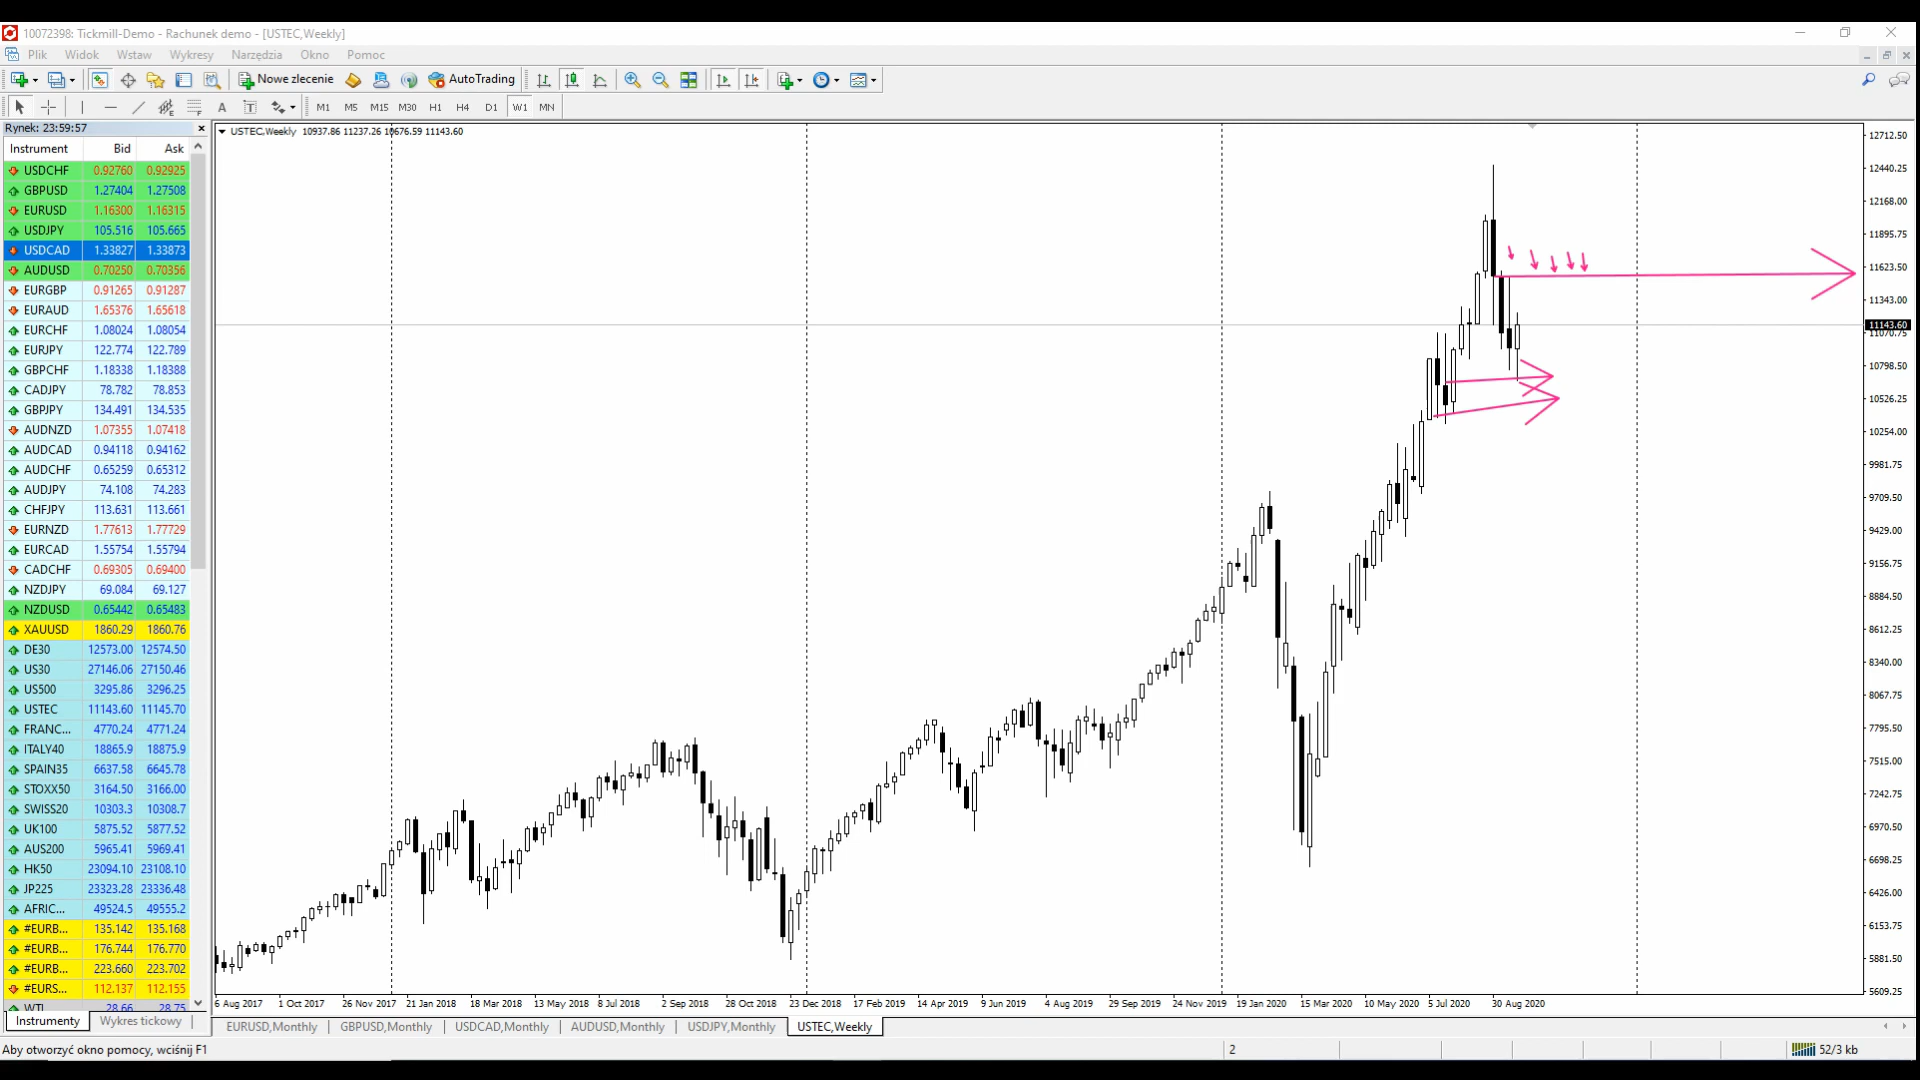 10072398: Tickmill-Demo - Rachunek demo - [USTEC,Weekly]
Plik Widok Wstaw Wykresy Narzędzia Okno Pomoc
Nowe zlecenie AutoTrading
A T M1 M5 M15 M30 H1 H4 D1 W1 MN
Rynek: 23:59:57
Instrument Bid Ask
USDCHF 0.92760 0.92925
GBPUSD 1.27404 1.27508
EURUSD 1.16300 1.16315
USDJPY 105.516 105.665
USDCAD 1.33827 1.33873
AUDUSD 0.70250 0.70356
EURGBP 0.91265 0.91287
EURAUD 1.65376 1.65618
EURCHF 1.08024 1.08054
EURJPY 122.774 122.789
GBPCHF 1.18338 1.18388
CADJPY 78.782 78.853
GBPJPY 134.491 134.535
AUDNZD 1.07355 1.07418
AUDCAD 0.94118 0.94162
AUDCHF 0.65259 0.65312
AUDJPY 74.108 74.283
CHFJPY 113.631 113.661
EURNZD 1.77613 1.77729
EURCAD 1.55754 1.55794
CADCHF 0.69305 0.69400
NZDJPY 69.084 69.127
NZDUSD 0.65442 0.65483
XAUUSD 1860.29 1860.76
DE30 12573.00 12574.50
US30 27146.06 27150.46
US500 3295.86 3296.25
USTEC 11143.60 11145.70
FRANC... 4770.24 4771.24
ITALY40 18865.9 18875.9
SPAIN35 6637.58 6645.78
STOXX50 3164.50 3166.00
SWISS20 10303.3 10308.7
UK100 5875.52 5877.52
AUS200 5965.41 5969.41
HK50 23094.10 23108.10
JP225 23323.28 23336.48
AFRIC... 49524.5 49555.2
#EURB... 135.142 135.168
#EURB... 176.744 176.770
#EURB... 223.660 223.702
#EURS... 112.137 112.155
WTI 28.66 28.75
Instrumenty Wykres tickowy
USTEC,Weekly 10937.86 11237.26 10676.59 11143.60
12712.50
12440.25
12168.00
11895.75
11623.50
11343.00
11143.60
11070.75
10798.50
10526.25
10254.00
9981.75
9709.50
9429.00
9156.75
8884.50
8612.25
8340.00
8067.75
7795.50
7515.00
7242.75
6970.50
6698.25
6426.00
6153.75
5881.50
5609.25
6 Aug 2017 1 Oct 2017 26 Nov 2017 21 Jan 2018 18 Mar 2018 13 May 2018 8 Jul 2018 2 Sep 2018 28 Oct 2018 23 Dec 2018 17 Feb 2019 14 Apr 2019 9 Jun 2019 4 Aug 2019 29 Sep 2019 24 Nov 2019 19 Jan 2020 15 Mar 2020 10 May 2020 5 Jul 2020 30 Aug 2020
EURUSD,Monthly GBPUSD,Monthly USDCAD,Monthly AUDUSD,Monthly USDJPY,Monthly USTEC,Weekly
Aby otworzyć okno pomocy, wciśnij F1 2 52/3 kb